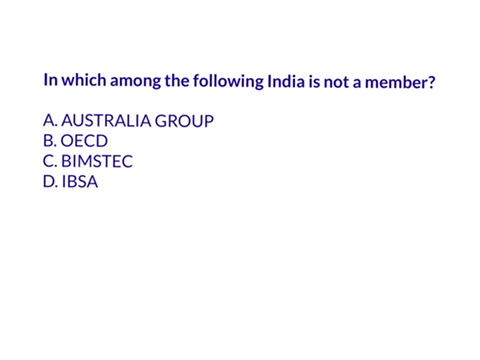 In which among the following India is not a member?
A. AUSTRALIA GROUP
B. OECD
C. BIMSTEC
D. IBSA